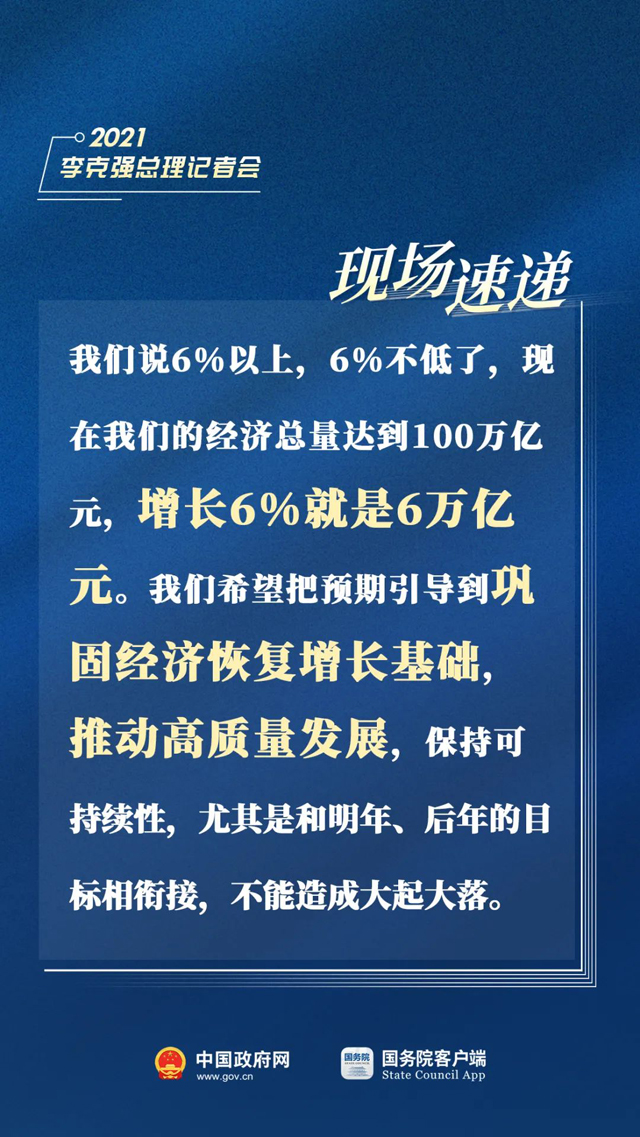 2021
李克强总理记者会
现场速递
我们说6%以上，6%不低了，现
在我们的经济总量达到100万亿
元，增长6%就是6万亿
元。我们希望把预期引导到巩
固经济恢复增长基础，
推动高质量发展，保持可
持续性，尤其是和明年、后年的目
标相衔接，不能造成大起大落。
中国政府网
www.gov.cn
国务院
国务院客户端
State Council App